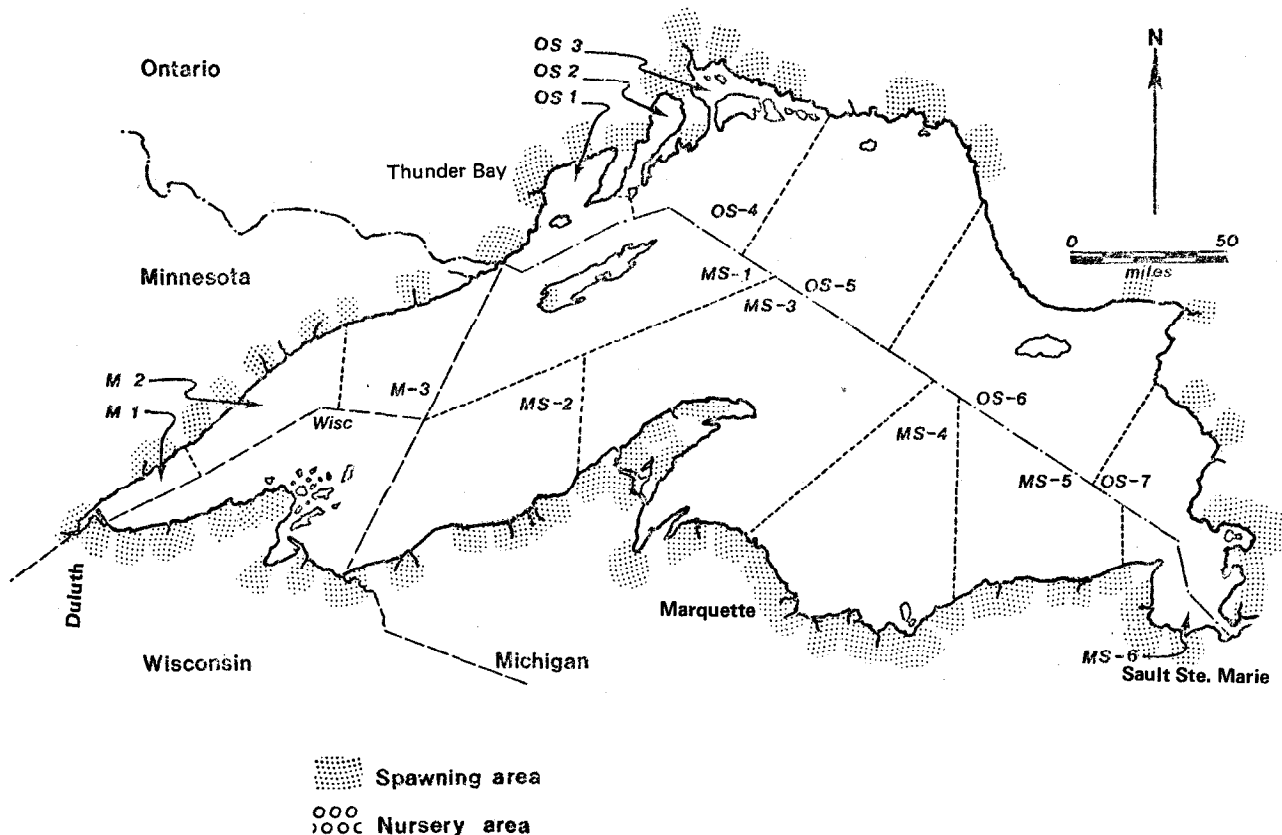 OS 3
N
Ontario
OS 2
OS 1
Thunder Bay
OS-4
0 50
miles
Minnesota
MS-1
OS-5
MS-3
M 2
M-3
MS-2
OS-6
M 1
Wisc
MS-4
MS-5
OS-7
Duluth
Marquette
Wisconsin
Michigan
MS-6
Sault Ste. Marie
Spawning area
Nursery area